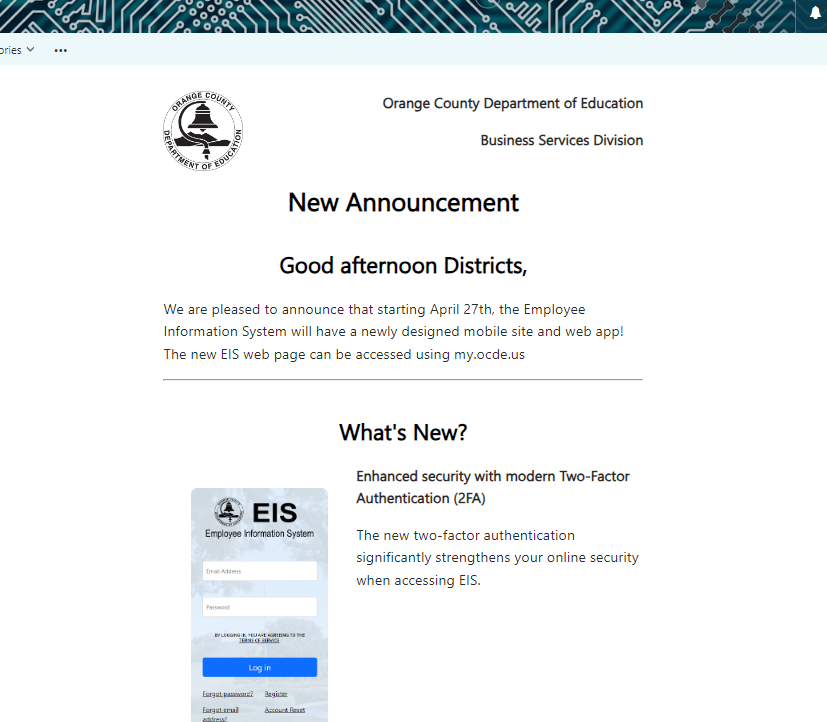 ories
•••
ORANGE COUNTY
DEPARTMENT OF EDUCATION
Orange County Department of Education
Business Services Division
New Announcement
Good afternoon Districts,
We are pleased to announce that starting April 27th, the Employee
Information System will have a newly designed mobile site and web app!
The new EIS web page can be accessed using my.ocde.us
What's New?
Enhanced security with modern Two-Factor
Authentication (2FA)
The new two-factor authentication
significantly strengthens your online security
when accessing EIS.
EIS
Employee Information System
Email Address
Password
BY LOGGING IN, YOU ARE AGREEING TO THE
TERMS OF SERVICE
Log in
Forgot password? Register
Forgot email Account Reset
address?